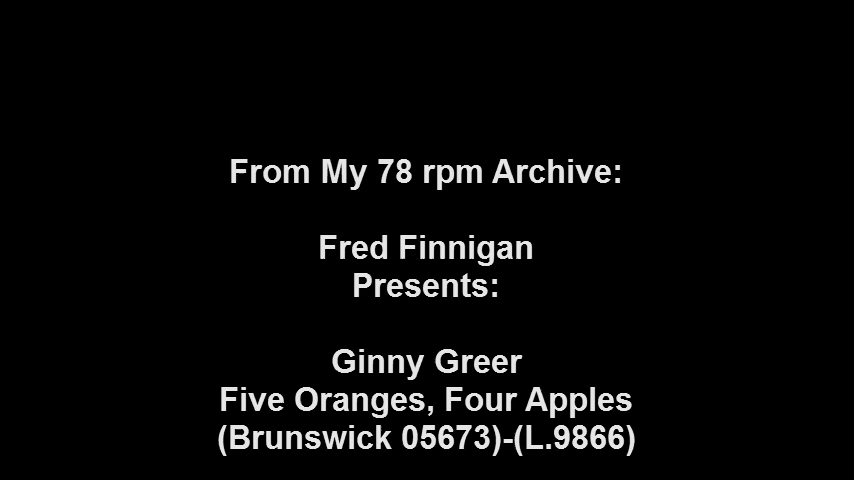 From My 78 rpm Archive:
Fred Finnigan
Presents:
Ginny Greer
Five Oranges, Four Apples
(Brunswick 05673)-(L.9866)